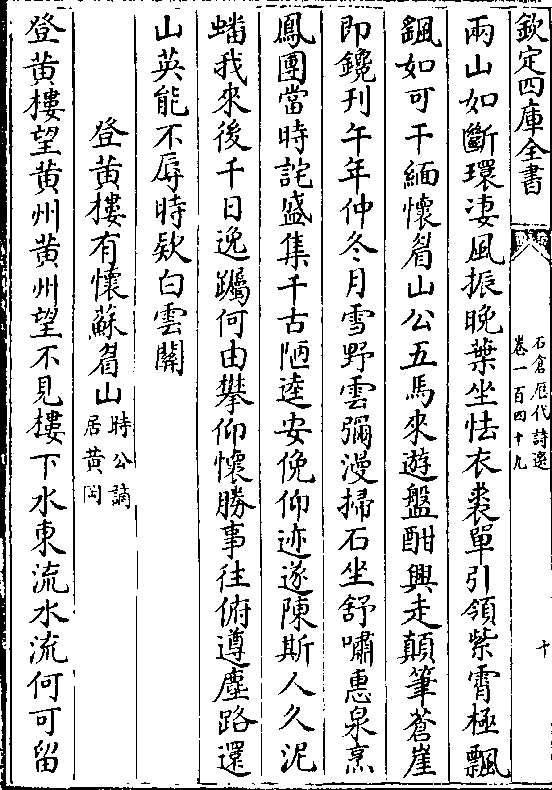 欽定四庫全書
石倉歷代詩選
卷一百四十九
十
兩山如斷環凄風振晚葉坐怯衣裘單引領紫霄極飄
飄如可干緬懷眉山公五馬來遊盤酣興走顛筆蒼崖
即鑱刊午年仲冬月雪野雲彌漫掃石坐舒嘯惠泉烹
鳳團當時詫盛集千古陋逵安俛仰迹遂陳斯人久泥
蟠我來後千日逸躅何由攀仰懷勝事往俯遵塵路還
山英能不辱時欵白雲關
登黄樓有懷蘇眉山時公謫居黄岡
登黄樓望黄州黄州望不見樓下水東流水流何可留